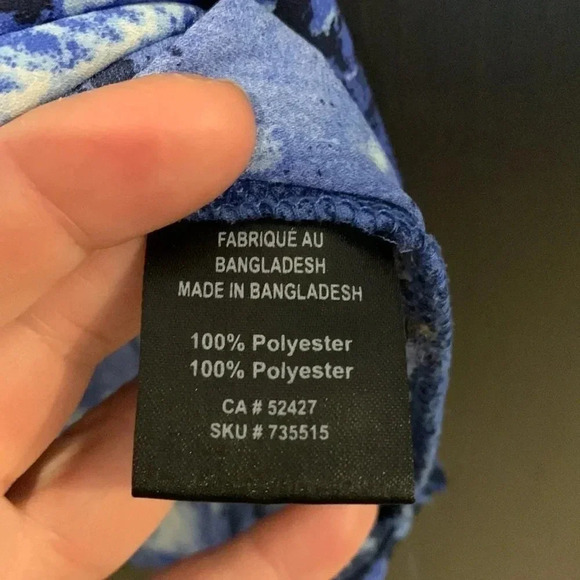 FABRIQUÉ AU
BANGLADESH
MADE IN BANGLADESH
100% Polyester
100% Polyester
CA # 52427
SKU # 735515